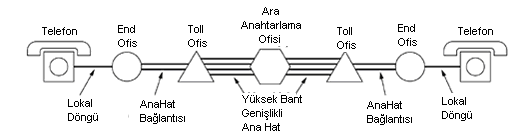 Telefon
End
Ofis
Toll
Ofis
Ara
Anahtarlama
Ofisi
Toll
Ofis
End
Ofis
Telefon
Lokal
Döngü
AnaHat
Bağlantısı
Yüksek Bant
Genişlikli
Ana Hat
AnaHat
Bağlantısı
Lokal
Döngü